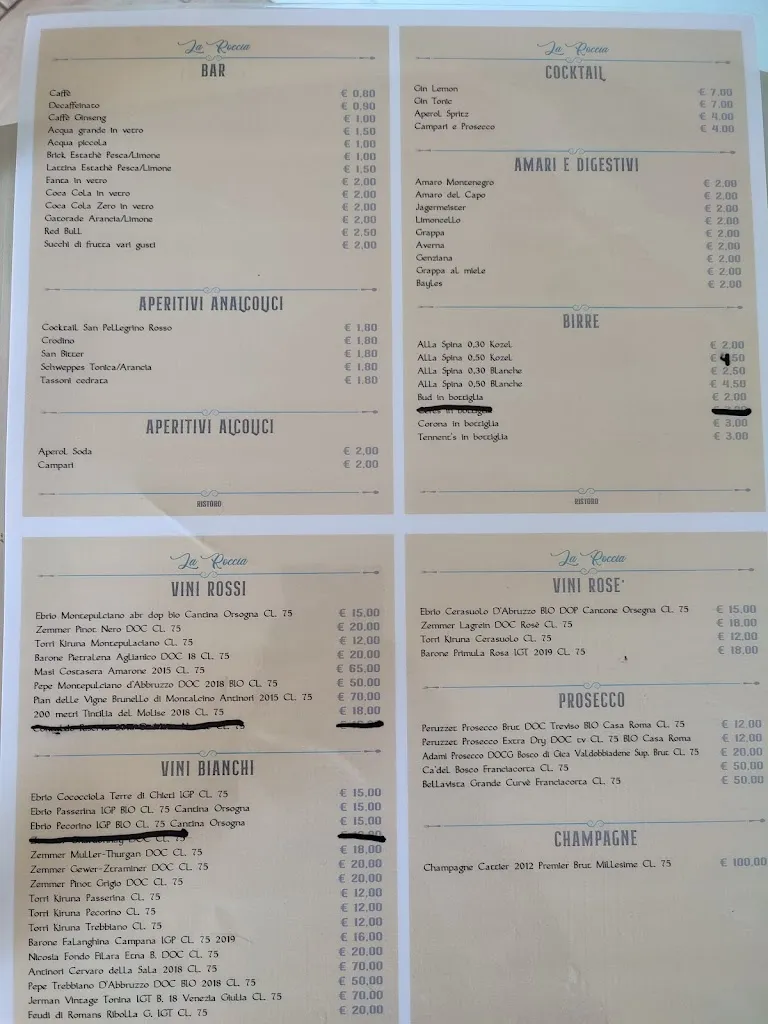 La Roccia
BAR
Caffè € 0,80
Decaffeinato € 0,90
Caffè Ginseng € 1,00
Acqua grande in vetro € 1,50
Acqua piccola € 1,00
Brick Estathè Pesca/Limone € 1,00
Lattina Estathè Pesca/Limone € 1,50
Fanta in vetro € 2,00
Coca Cola in vetro € 2,00
Coca Cola Zero in vetro € 2,00
Gatorade Arancia/Limone € 2,00
Red Bull € 2,50
Succhi di frutta vari gusti € 2,00
APERITIVI ANALCOLICI
Cocktail San Pellegrino Rosso € 1,80
Crodino € 1,80
San Bitter € 1,80
Schweppes Tonica/Arancia € 1,80
Tassoni cedrata € 1,80
APERITIVI ALCOLICI
Aperol Soda € 2,00
Campari € 2,00
RISTORO
La Roccia
COCKTAIL
Gin Lemon € 7,00
Gin Tonic € 7,00
Aperol Spritz € 4,00
Campari e Prosecco € 4,00
AMARI E DIGESTIVI
Amaro Montenegro € 2,00
Amaro del Capo € 2,00
Jagermeister € 2,00
Limoncello € 2,00
Grappa € 2,00
Averna € 2,00
Genziana € 2,00
Grappa al miele € 2,00
Bayles € 2,00
BIRRE
Alla Spina 0,30 Kozel € 2,00
Alla Spina 0,50 Kozel € 4,50
Alla Spina 0,30 Blanche € 2,50
Alla Spina 0,50 Blanche € 4,50
Bud in bottiglia € 2,00
Ceres in bottiglia
Corona in bottiglia € 3,00
Tennent's in bottiglia € 3,00
RISTORO
La Roccia
VINI ROSSI
Ebrio Montepulciano abr dop bio Cantina Orsogna CL. 75 € 15,00
Zemmer Pinot Nero DOC CL. 75 € 20,00
Torri Kiruna Montepulaciano CL. 75 € 12,00
Barone Pietralena Aglianico DOC 18 CL. 75 € 20,00
Masi Costasera Amarone 2015 CL. 75 € 65,00
Pepe Montepulciano d'Abbruzzo DOC 2018 BIO CL. 75 € 50,00
Pian delle Vigne Brunello di Montalcino Antinori 2015 CL. 75 € 70,00
200 metri Tintilia del Molise 2018 CL. 75 € 18,00
CL. 75
VINI BIANCHI
Ebrio Cococciola Terre di Chieti IGP CL. 75 € 15,00
Ebrio Passerina IGP BIO CL. 75 Cantina Orsogna € 15,00
Ebrio Pecorino IGP BIO CL. 75 Cantina Orsogna € 15,00
Chardonnay DOC CL. 75
Zemmer Muller-Thurgan DOC CL. 75 € 18,00
Zemmer Gewer-Ztraminer DOC CL. 75 € 20,00
Zemmer Pinot Grigio DOC CL. 75 € 20,00
Torri Kiruna Passerina CL. 75 € 12,00
Torri Kiruna Pecorino CL. 75 € 12,00
Torri Kiruna Trebbiano CL. 75 € 12,00
Barone Falanghina Campana IGP CL. 75 2019 € 16,00
Nicosia Fondo Filara Etna B. DOC CL. 75 € 20,00
Antinori Cervaro della Sala 2018 CL. 75 € 70,00
Pepe Trebbiano D'Abbruzzo DOC BIO 2018 CL. 75 € 50,00
Jerman Vintage Tonina IGT B. 18 Venezia Giulia CL. 75 € 70,00
Feudi di Romans Ribolla G. IGT CL. 75 € 20,00
La Roccia
VINI ROSE'
Ebrio Cerasuolo D'Abruzzo BIO DOP Cantone Orsegna CL. 75 € 15,00
Zemmer Lagrein DOC Rosè CL. 75 € 18,00
Torri Kiruna Cerasuolo CL. 75 € 12,00
Barone Primula Rosa IGT 2019 CL. 75 € 18,00
PROSECCO
Peruzzet Prosecco Brut DOC Treviso BIO Casa Roma CL. 75 € 12,00
Peruzzet Prosecco Extra Dry DOC tv CL. 75 BIO Casa Roma € 12,00
Adami Prosecco DOCG Bosco di Gica Valdobbiadene Sup. Brut CL. 75 € 20,00
Ca'del Bosco Franciacorta CL. 75 € 50,00
Bellavista Grande Curvè Franciacorta CL. 75 € 50,00
CHAMPAGNE
Champagne Cattier 2012 Premier Brut Millesime CL. 75 € 100,00